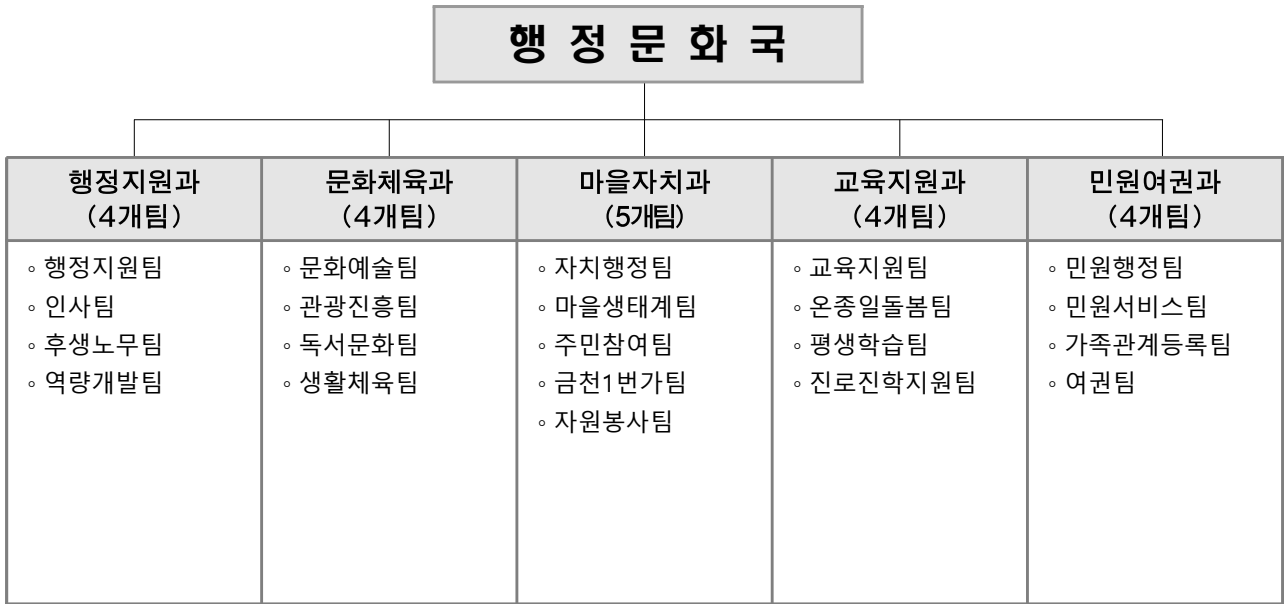 행 정 문 화 국
행정지원과
(4개팀)
◦ 행정지원팀
◦ 인사팀
◦ 후생노무팀
◦ 역량개발팀
문화체육과
(4개팀)
◦ 문화예술팀
◦ 관광진흥팀
◦ 독서문화팀
◦ 생활체육팀
마을자치과
(5개팀)
◦ 자치행정팀
◦ 마을생태계팀
◦ 주민참여팀
◦ 금천1번가팀
◦ 자원봉사팀
교육지원과
(4개팀)
◦ 교육지원팀
◦ 온종일돌봄팀
◦ 평생학습팀
◦ 진로진학지원팀
민원여권과
(4개팀)
◦ 민원행정팀
◦ 민원서비스팀
◦ 가족관계등록팀
◦ 여권팀